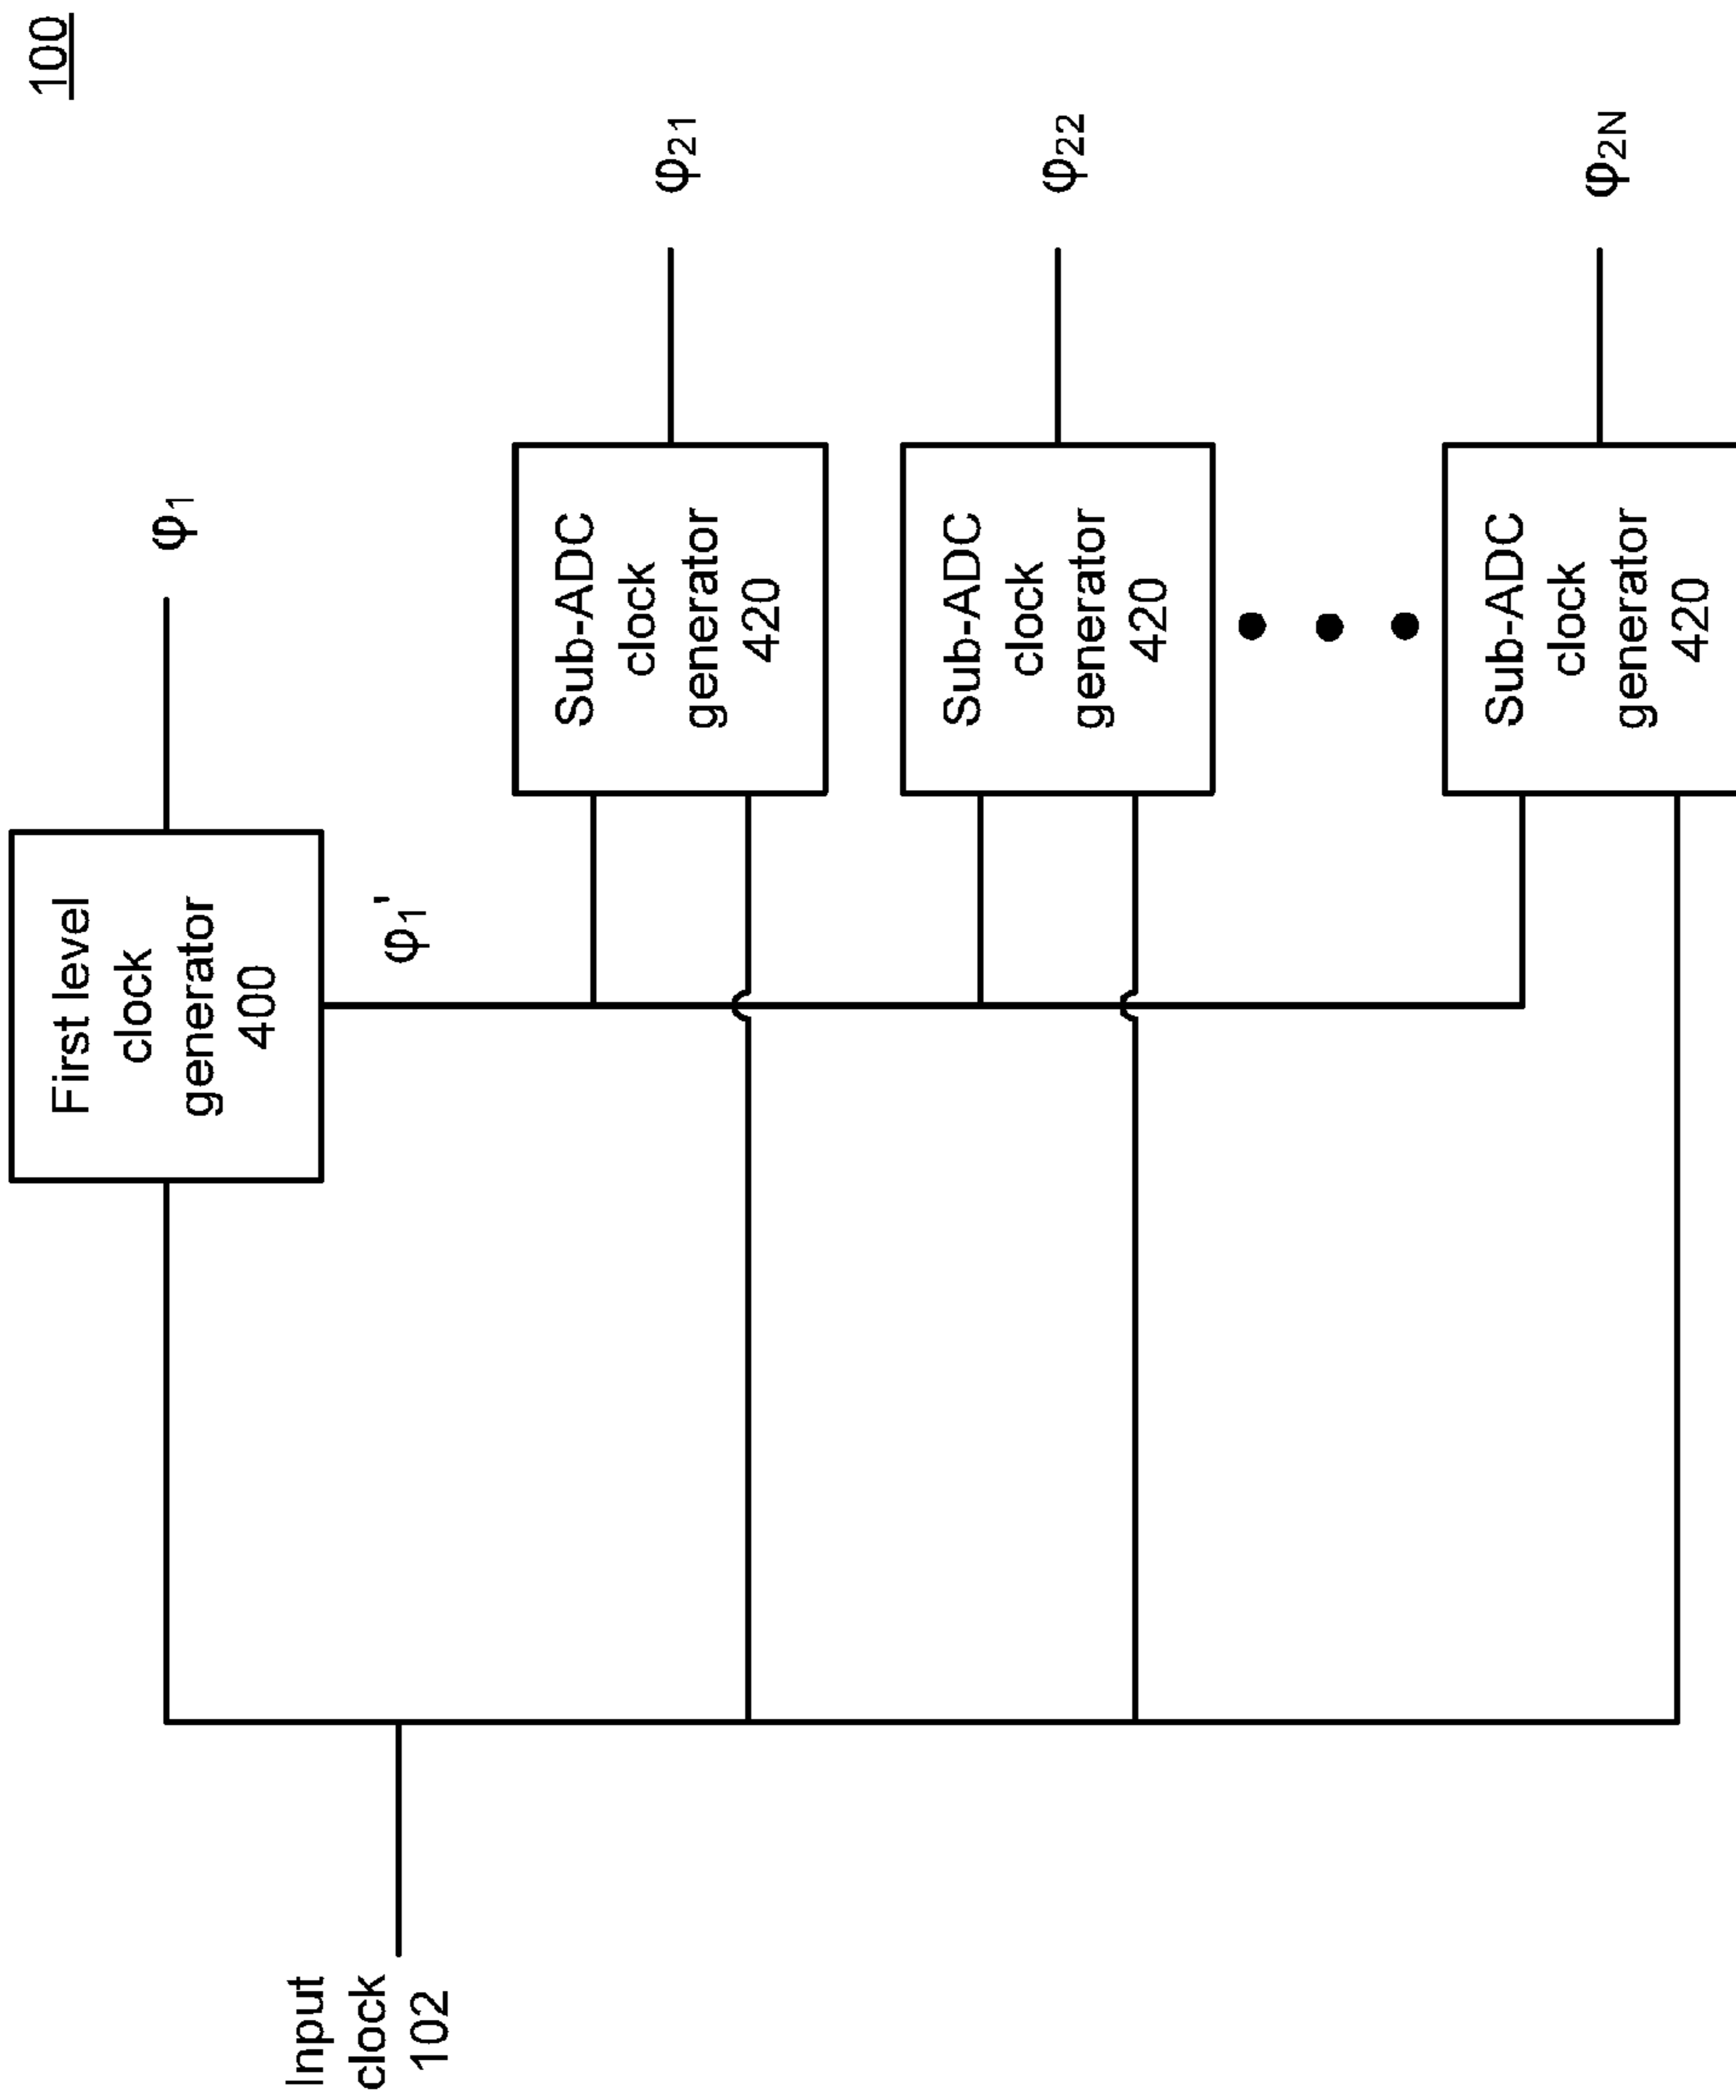 100
φ1
First level
clock
generator
400
φ1'
Input
clock
102
Sub-ADC
clock
generator
420
φ21
Sub-ADC
clock
generator
420
φ22
Sub-ADC
clock
generator
420
φ2N